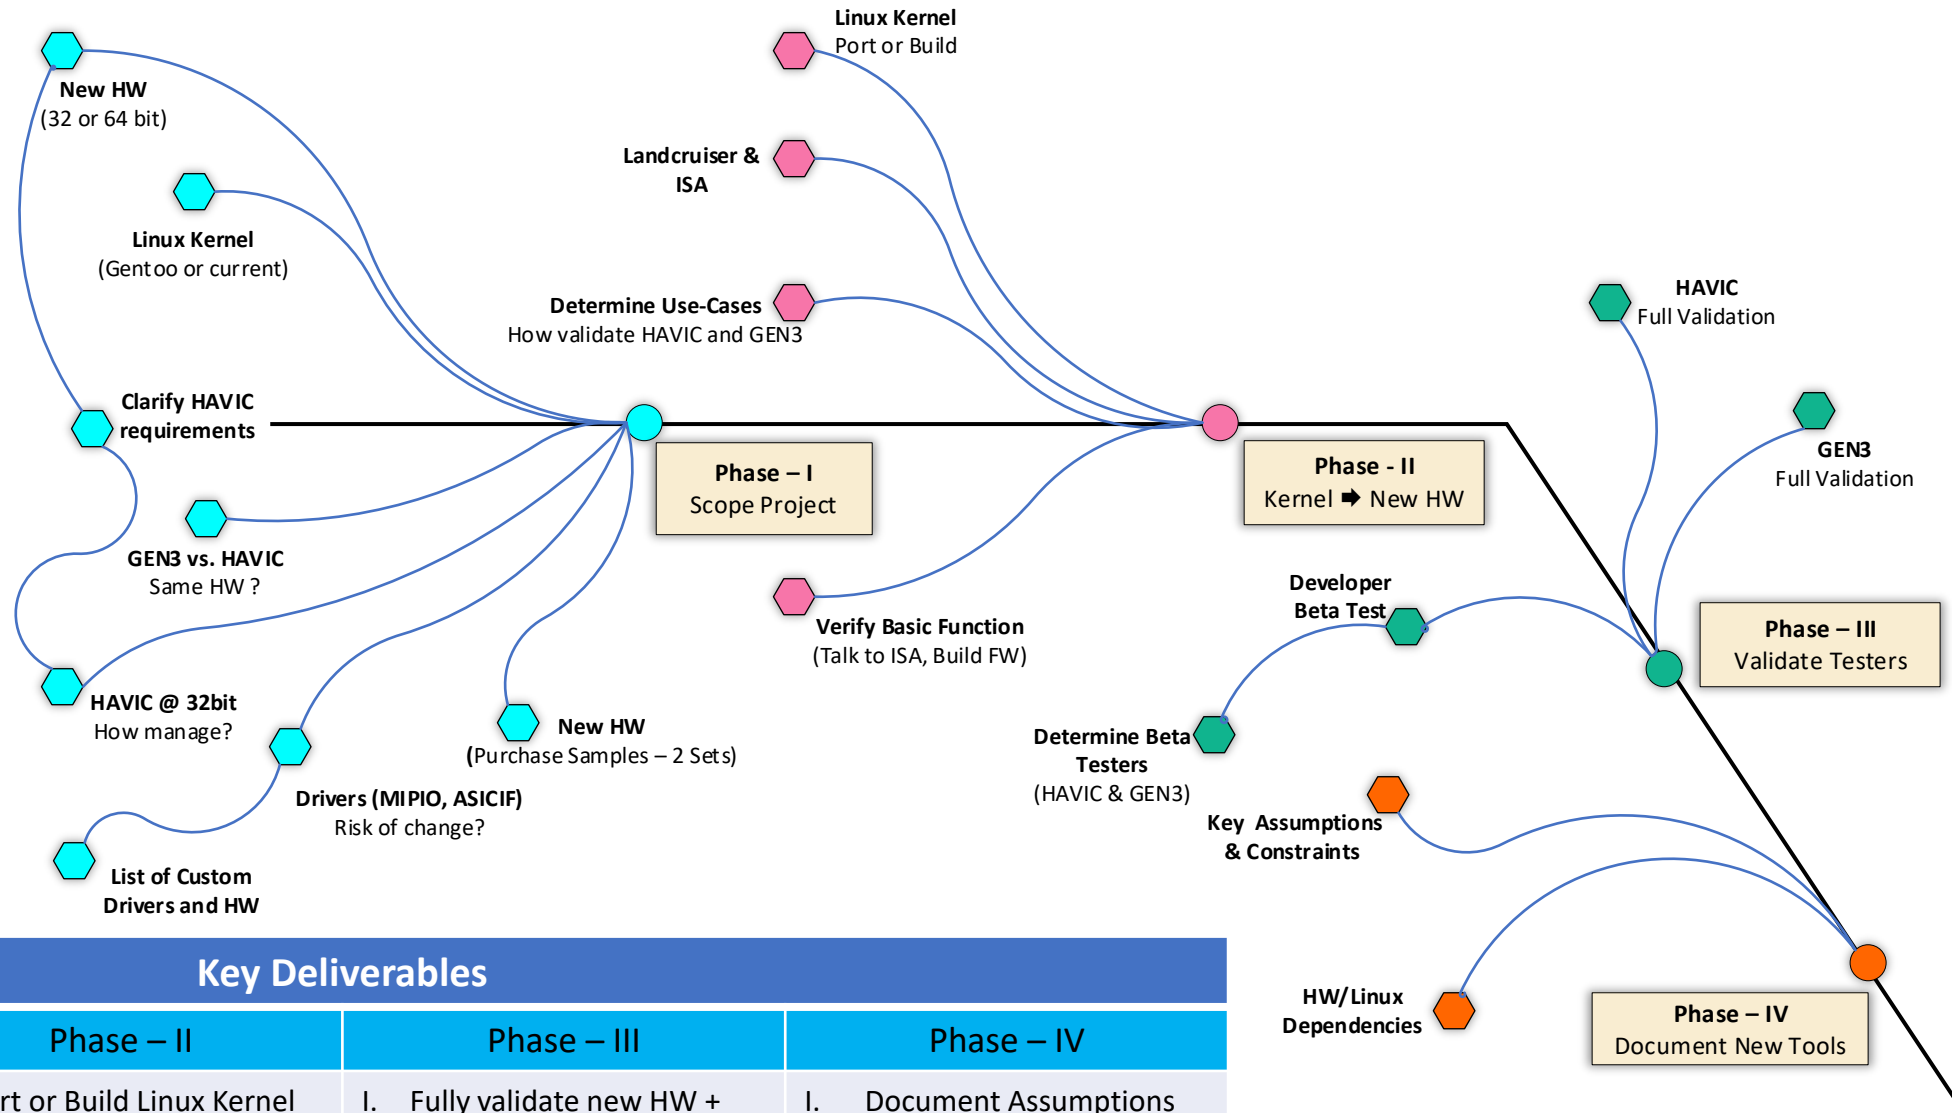 New HW
(32 or 64 bit)
Linux Kernel
(Gentoo or current)
Clarify HAVIC
requirements
GEN3 vs. HAVIC
Same HW ?
HAVIC @ 32bit
How manage?
Drivers (MIPIO, ASICIF)
Risk of change?
List of Custom
Drivers and HW
New HW
(Purchase Samples – 2 Sets)
Phase – I
Scope Project
Linux Kernel
Port or Build
Landcruiser &
ISA
Determine Use-Cases
How validate HAVIC and GEN3
Verify Basic Function
(Talk to ISA, Build FW)
Phase - II
Kernel 🡆 New HW
HAVIC
Full Validation
GEN3
Full Validation
Developer
Beta Test
Determine Beta
Testers
(HAVIC & GEN3)
Phase – III
Validate Testers
Key Assumptions
& Constraints
HW/Linux
Dependencies
Phase – IV
Document New Tools
Key Deliverables
Phase – II
Phase – III
Phase – IV
rt or Build Linux Kernel
I. Fully validate new HW +
I. Document Assumptions